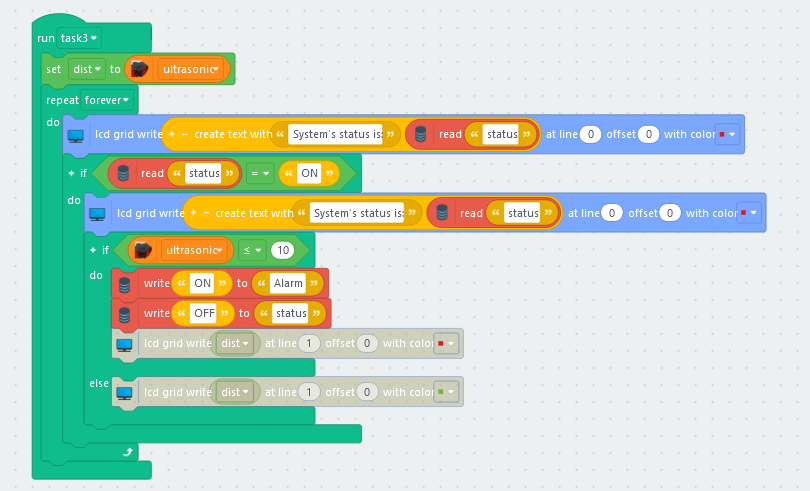 run task3
set dist to ultrasonic
repeat forever
do lcd grid write + − create text with “ System's status is: ” read “ status ” at line 0 offset 0 with color
+ if read “ status ” = “ ON ”
do lcd grid write + − create text with “ System's status is: ” read “ status ” at line 0 offset 0 with color
+ if ultrasonic ≤ 10
do write “ ON ” to “ Alarm ”
write “ OFF ” to “ status ”
lcd grid write dist at line 1 offset 0 with color
else lcd grid write dist at line 1 offset 0 with color